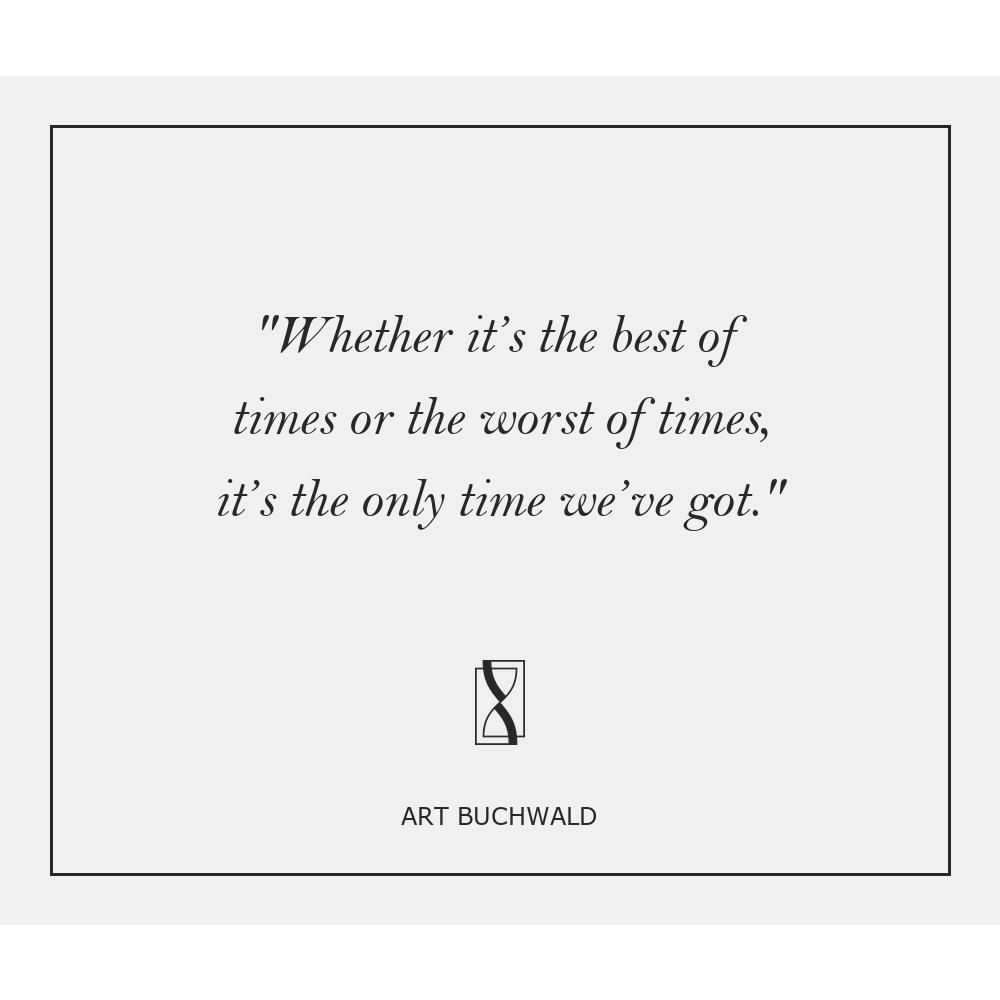 "Whether it’s the best of
times or the worst of times,
it’s the only time we’ve got."
ART BUCHWALD